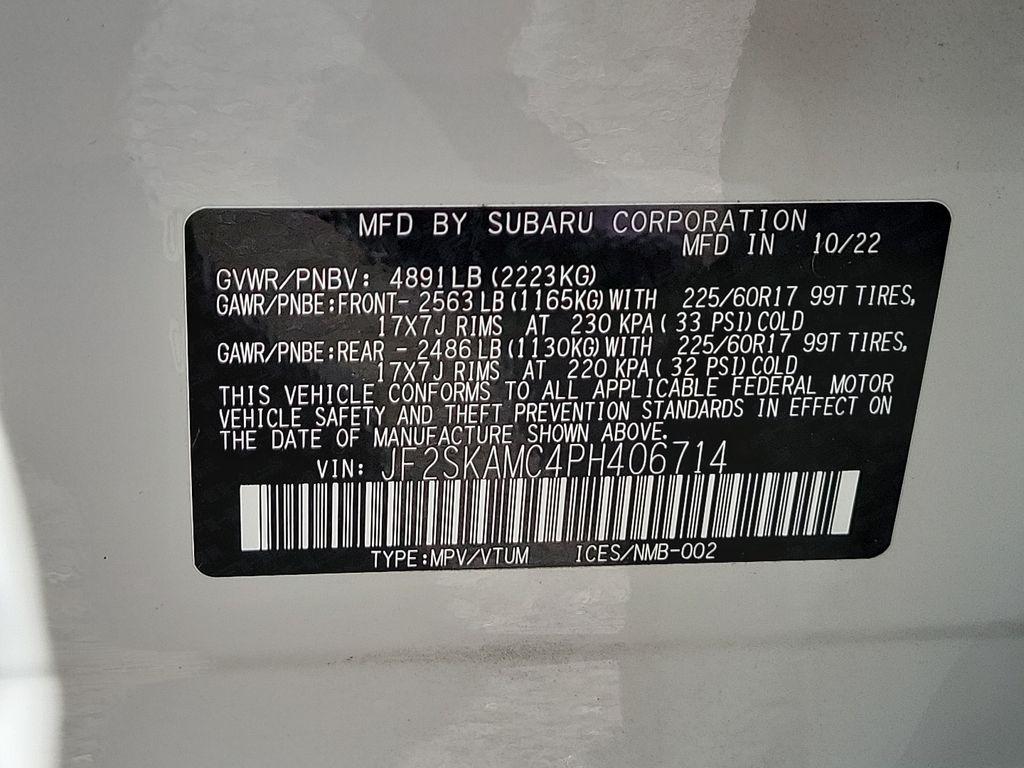 MFD BY SUBARU CORPORATION
MFD IN 10/22
GVWR/PNBV: 4891LB (2223KG)
GAWR/PNBE:FRONT- 2563LB(1165KG)WITH 225/60R17 99T TIRES,
17X7J RIMS AT 230 KPA( 33 PSI)COLD
GAWR/PNBE:REAR - 2486LB(1130KG)WITH 225/60R17 99T TIRES,
17X7J RIMS AT 220 KPA( 32 PSI)COLD
THIS VEHICLE CONFORMS TO ALL APPLICABLE FEDERAL MOTOR
VEHICLE SAFETY AND THEFT PREVENTION STANDARDS IN EFFECT ON
THE DATE OF MANUFACTURE SHOWN ABOVE.
VIN: JF2SKAMC4PH406714
TYPE:MPV/VTUM ICES/NMB-002